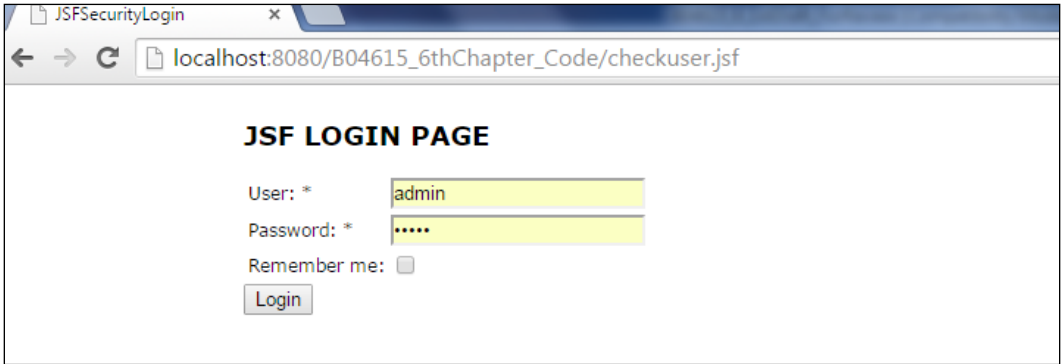 JSFSecurityLogin
localhost:8080/B04615_6thChapter_Code/checkuser.jsf
JSF LOGIN PAGE
User: * admin
Password: * •••••
Remember me:
Login